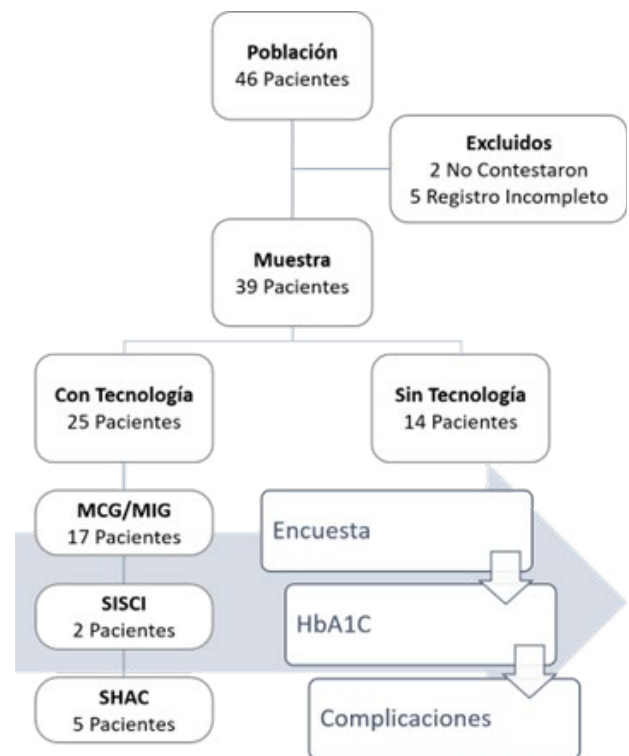 Población
46 Pacientes
Excluidos
2 No Contestaron
5 Registro Incompleto
Muestra
39 Pacientes
Con Tecnología
25 Pacientes
Sin Tecnología
14 Pacientes
MCG/MIG
17 Pacientes
SISCI
2 Pacientes
SHAC
5 Pacientes
Encuesta
HbA1C
Complicaciones